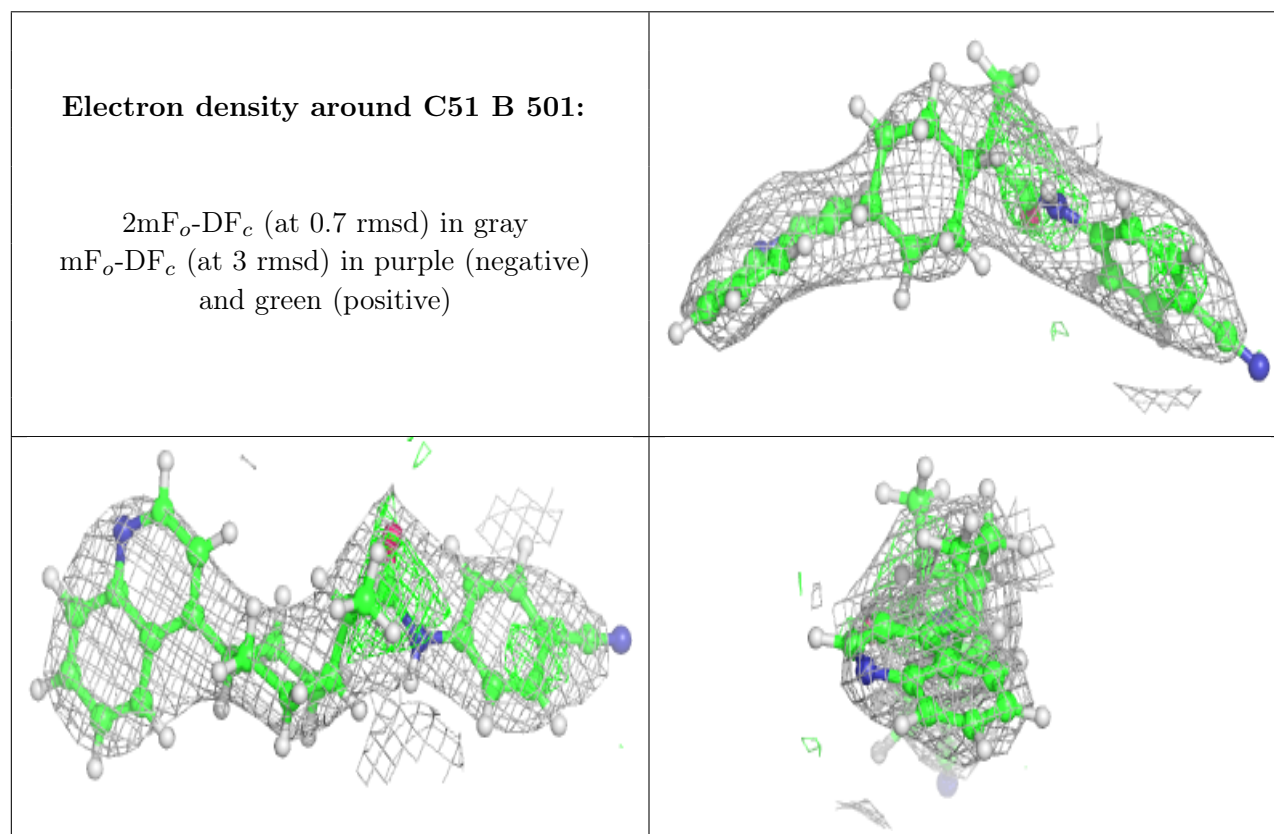 Electron density around C51 B 501:
2mFo-DFc (at 0.7 rmsd) in gray
mFo-DFc (at 3 rmsd) in purple (negative)
and green (positive)